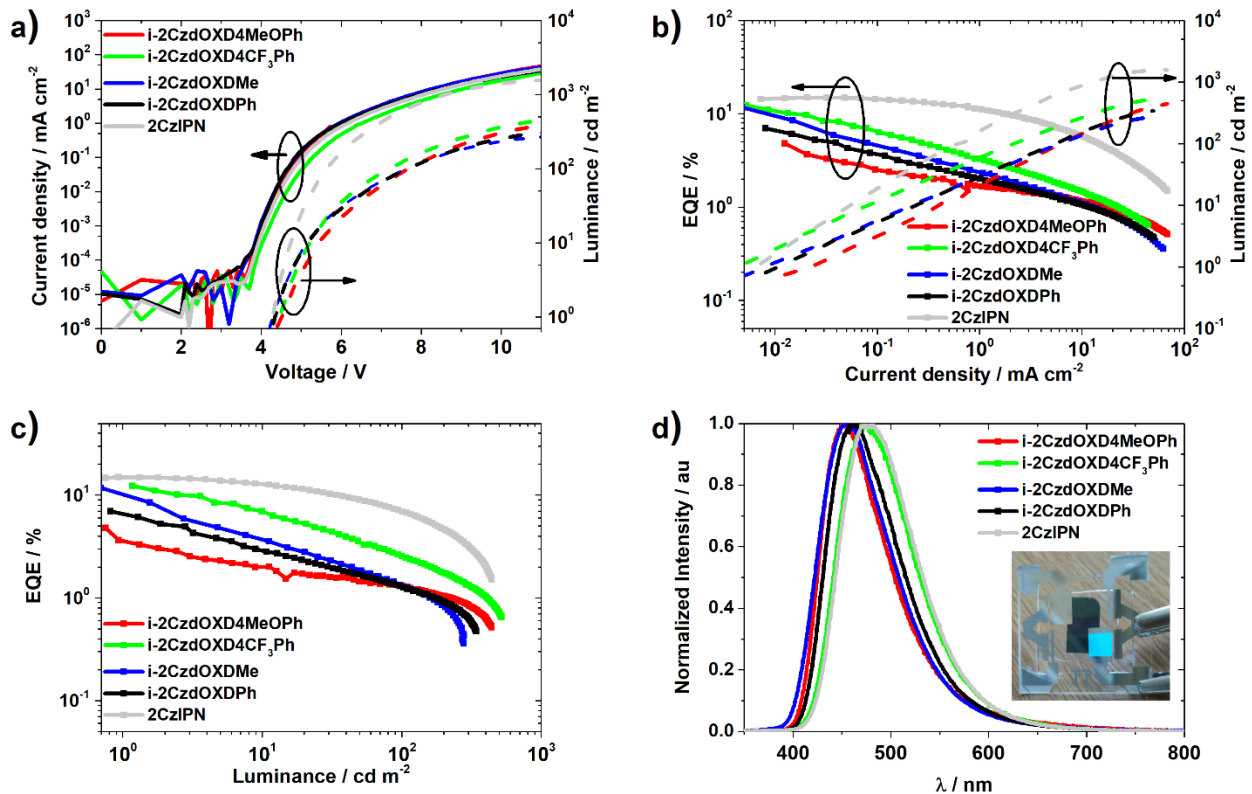 a)
i-2CzdOXD4MeOPh
i-2CzdOXD4CF₃Ph
i-2CzdOXDMe
i-2CzdOXDPh
2CzIPN
10³
10²
10¹
10⁰
10⁻¹
10⁻²
10⁻³
10⁻⁴
10⁻⁵
10⁻⁶
Current density / mA cm⁻²
0 2 4 6 8 10
Voltage / V
10⁴
10³
10²
10¹
10⁰
Luminance / cd m⁻²
b)
10²
10¹
10⁰
10⁻¹
EQE / %
10⁻² 10⁻¹ 10⁰ 10¹ 10²
Current density / mA cm⁻²
10⁴
10³
10²
10¹
10⁰
10⁻¹
Luminance / cd m⁻²
i-2CzdOXD4MeOPh
i-2CzdOXD4CF₃Ph
i-2CzdOXDMe
i-2CzdOXDPh
2CzIPN
c)
10¹
10⁰
10⁻¹
EQE / %
i-2CzdOXD4MeOPh
i-2CzdOXD4CF₃Ph
i-2CzdOXDMe
i-2CzdOXDPh
2CzIPN
10⁰ 10¹ 10² 10³
Luminance / cd m⁻²
d)
1.0
0.8
0.6
0.4
0.2
0.0
Normalized Intensity / au
i-2CzdOXD4MeOPh
i-2CzdOXD4CF₃Ph
i-2CzdOXDMe
i-2CzdOXDPh
2CzIPN
400 500 600 700 800
λ / nm